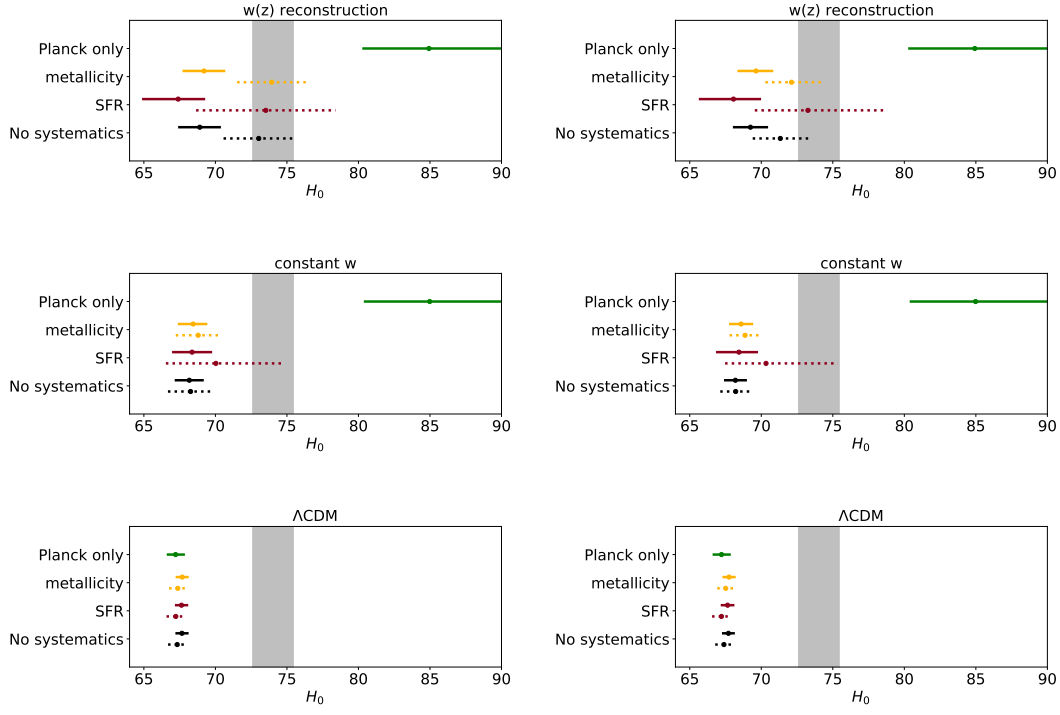 w(z) reconstruction
Planck only
metallicity
SFR
No systematics
65 70 75 80 85 90
H₀
w(z) reconstruction
Planck only
metallicity
SFR
No systematics
65 70 75 80 85 90
H₀
constant w
Planck only
metallicity
SFR
No systematics
65 70 75 80 85 90
H₀
constant w
Planck only
metallicity
SFR
No systematics
65 70 75 80 85 90
H₀
ΛCDM
Planck only
metallicity
SFR
No systematics
65 70 75 80 85 90
H₀
ΛCDM
Planck only
metallicity
SFR
No systematics
65 70 75 80 85 90
H₀